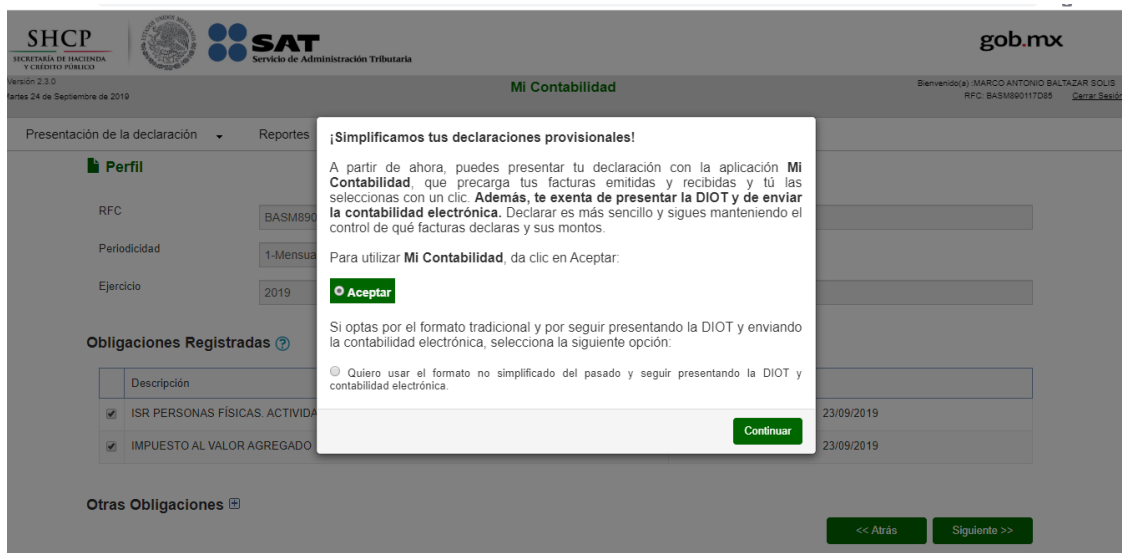 SHCP
SECRETARÍA DE HACIENDA
Y CRÉDITO PÚBLICO
SAT
Servicio de Administración Tributaria
gob.mx
Versión 2.3.0
Martes 24 de Septiembre de 2019
Mi Contabilidad
Bienvenido(a) :MARCO ANTONIO BALTAZAR SOLIS
RFC: BASM890117D85 Cerrar Sesión
Presentación de la declaración Reportes
Perfil
RFC BASM890
Periodicidad 1-Mensua
Ejercicio 2019
¡Simplificamos tus declaraciones provisionales!
A partir de ahora, puedes presentar tu declaración con la aplicación Mi
Contabilidad, que precarga tus facturas emitidas y recibidas y tú las
seleccionas con un clic. Además, te exenta de presentar la DIOT y de enviar
la contabilidad electrónica. Declarar es más sencillo y sigues manteniendo el
control de qué facturas declaras y sus montos.
Para utilizar Mi Contabilidad, da clic en Aceptar:
Aceptar
Si optas por el formato tradicional y por seguir presentando la DIOT y enviando
la contabilidad electrónica, selecciona la siguiente opción:
Quiero usar el formato no simplificado del pasado y seguir presentando la DIOT y
contabilidad electrónica.
Continuar
Obligaciones Registradas ?
Descripción
ISR PERSONAS FÍSICAS. ACTIVIDA 23/09/2019
IMPUESTO AL VALOR AGREGADO 23/09/2019
Otras Obligaciones +
<< Atrás Siguiente >>